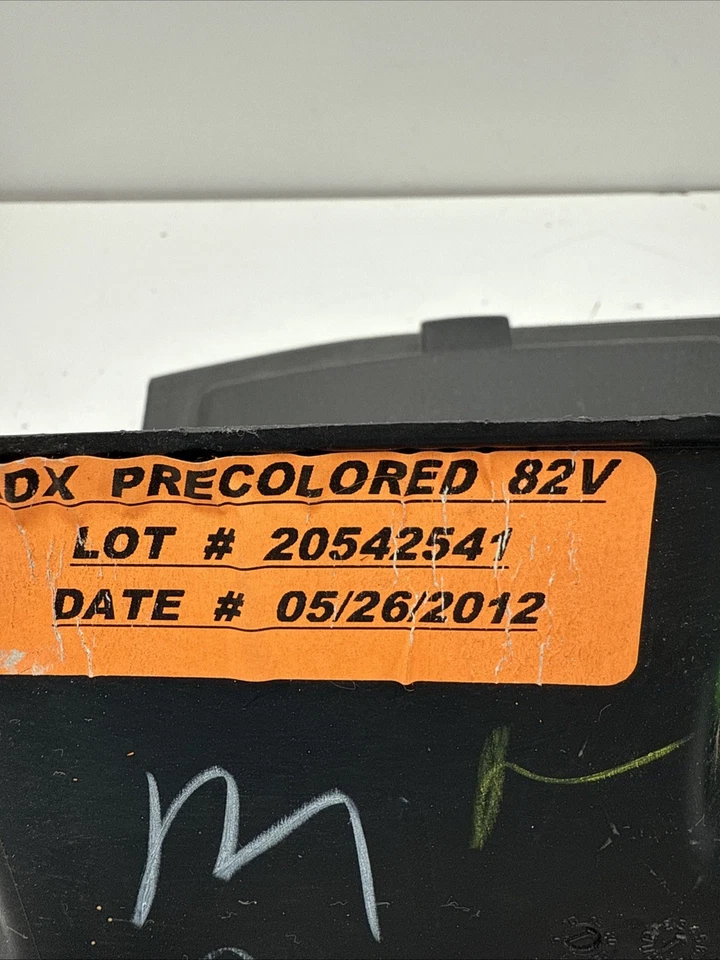 DX PRECOLORED 82V
LOT # 20542541
DATE # 05/26/2012
M